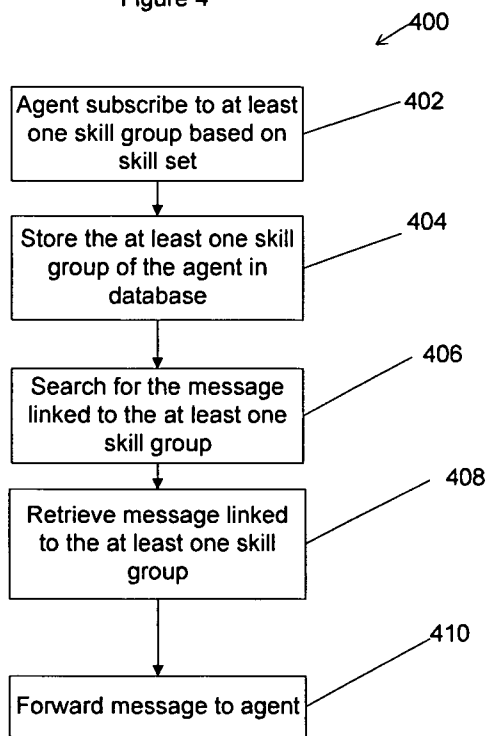 Figure 4
400
Agent subscribe to at least
one skill group based on
skill set
402
Store the at least one skill
group of the agent in
database
404
Search for the message
linked to the at least one
skill group
406
Retrieve message linked
to the at least one skill
group
408
Forward message to agent
410